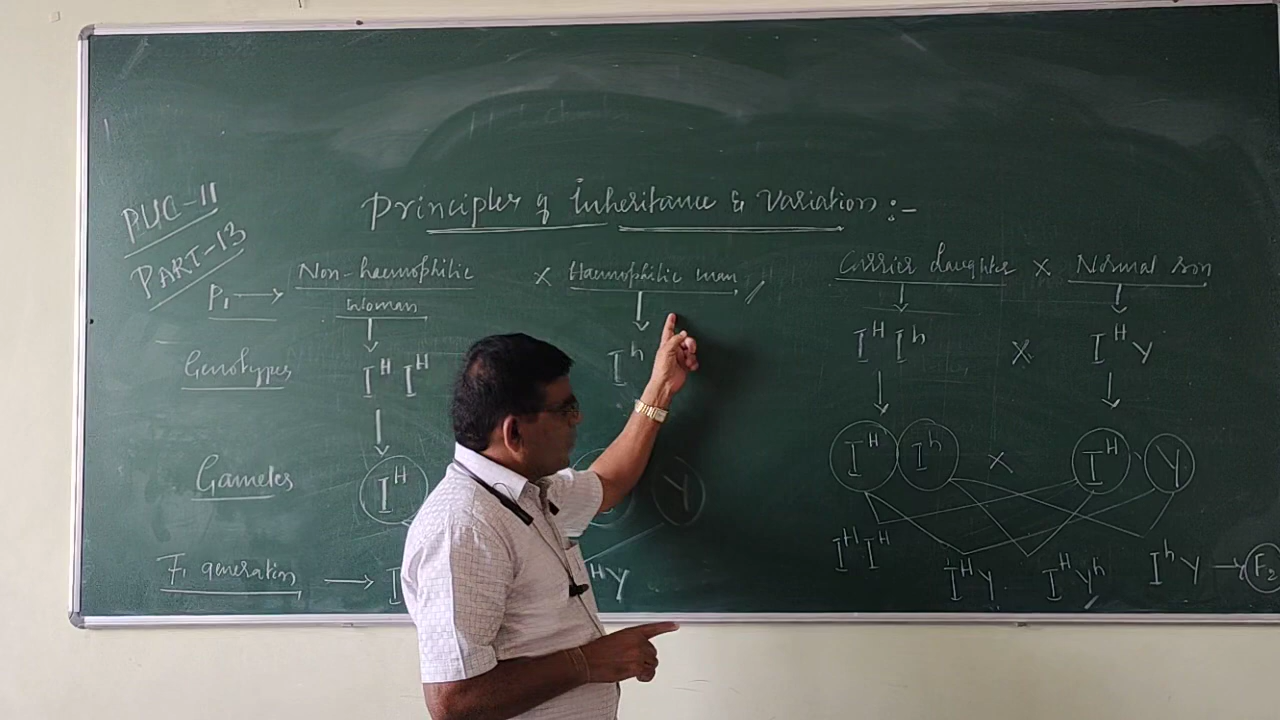 PUC-II
PART-13
Principles of Inheritance & Variation:-
P₁ → Non-haemophilic woman × Haemophilic man
Genotypes
I^H I^H
I^h
Gametes
I^H
Y
F₁ generation →
^HY
Carrier daughter × Normal son
I^H I^h × I^H Y
I^H I^h × I^H Y
I^H I^H
I^H Y
I^H Y^h
I^h Y → F₂